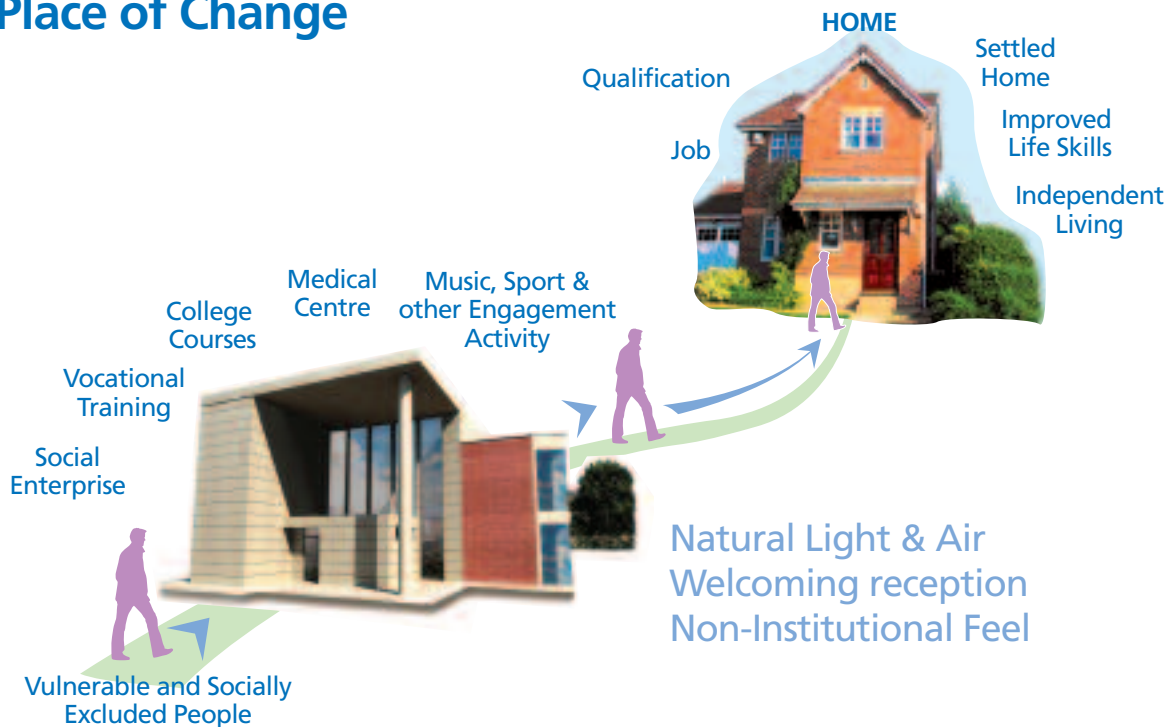 Place of Change
HOME
Qualification
Job
Settled
Home
Improved
Life Skills
Independent
Living
Medical
Centre
Music, Sport &
other Engagement
Activity
College
Courses
Vocational
Training
Social
Enterprise
Natural Light & Air
Welcoming reception
Non-Institutional Feel
Vulnerable and Socially
Excluded People